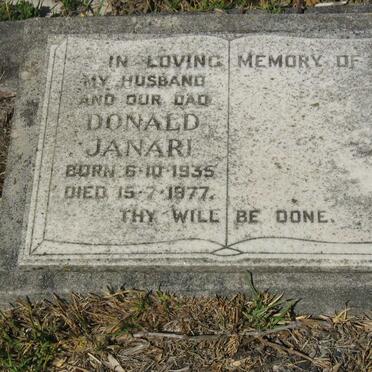 IN LOVING MEMORY OF
MY HUSBAND
AND OUR DAD
DONALD
JANARI
BORN 6-10-1935
DIED 15-7-1977.
THY WILL BE DONE.